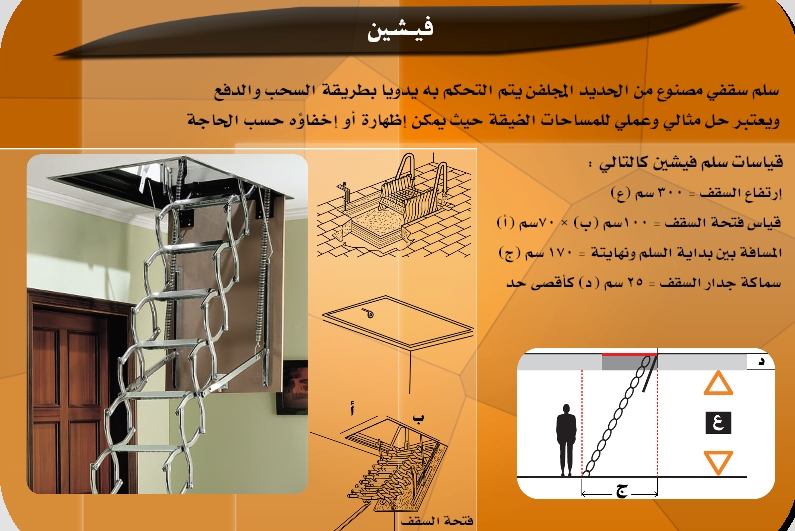 فيشين
سلم سقفي مصنوع من الحديد المجلفن يتم التحكم به يدويا بطريقة السحب والدفع
ويعتبر حل مثالي وعملي للمساحات الضيقة حيث يمكن إظهارة أو إخفاؤه حسب الحاجة
قياسات سلم فيشين كالتالي :
إرتفاع السقف = ٣٠٠ سم (ع)
قياس فتحة السقف = ١٠٠سم (ب) × ٧٠سم (أ)
المسافة بين بداية السلم ونهايتة = ١٧٠ سم (ج)
سماكة جدار السقف = ٢٥ سم (د) كأقصى حد
د
ع
ج
أ
ب
فتحة السقف